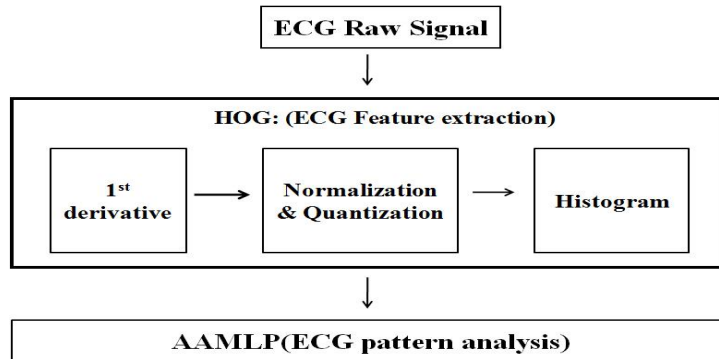 ECG Raw Signal
HOG: (ECG Feature extraction)
1st
derivative
Normalization
& Quantization
Histogram
AAMLP(ECG pattern analysis)